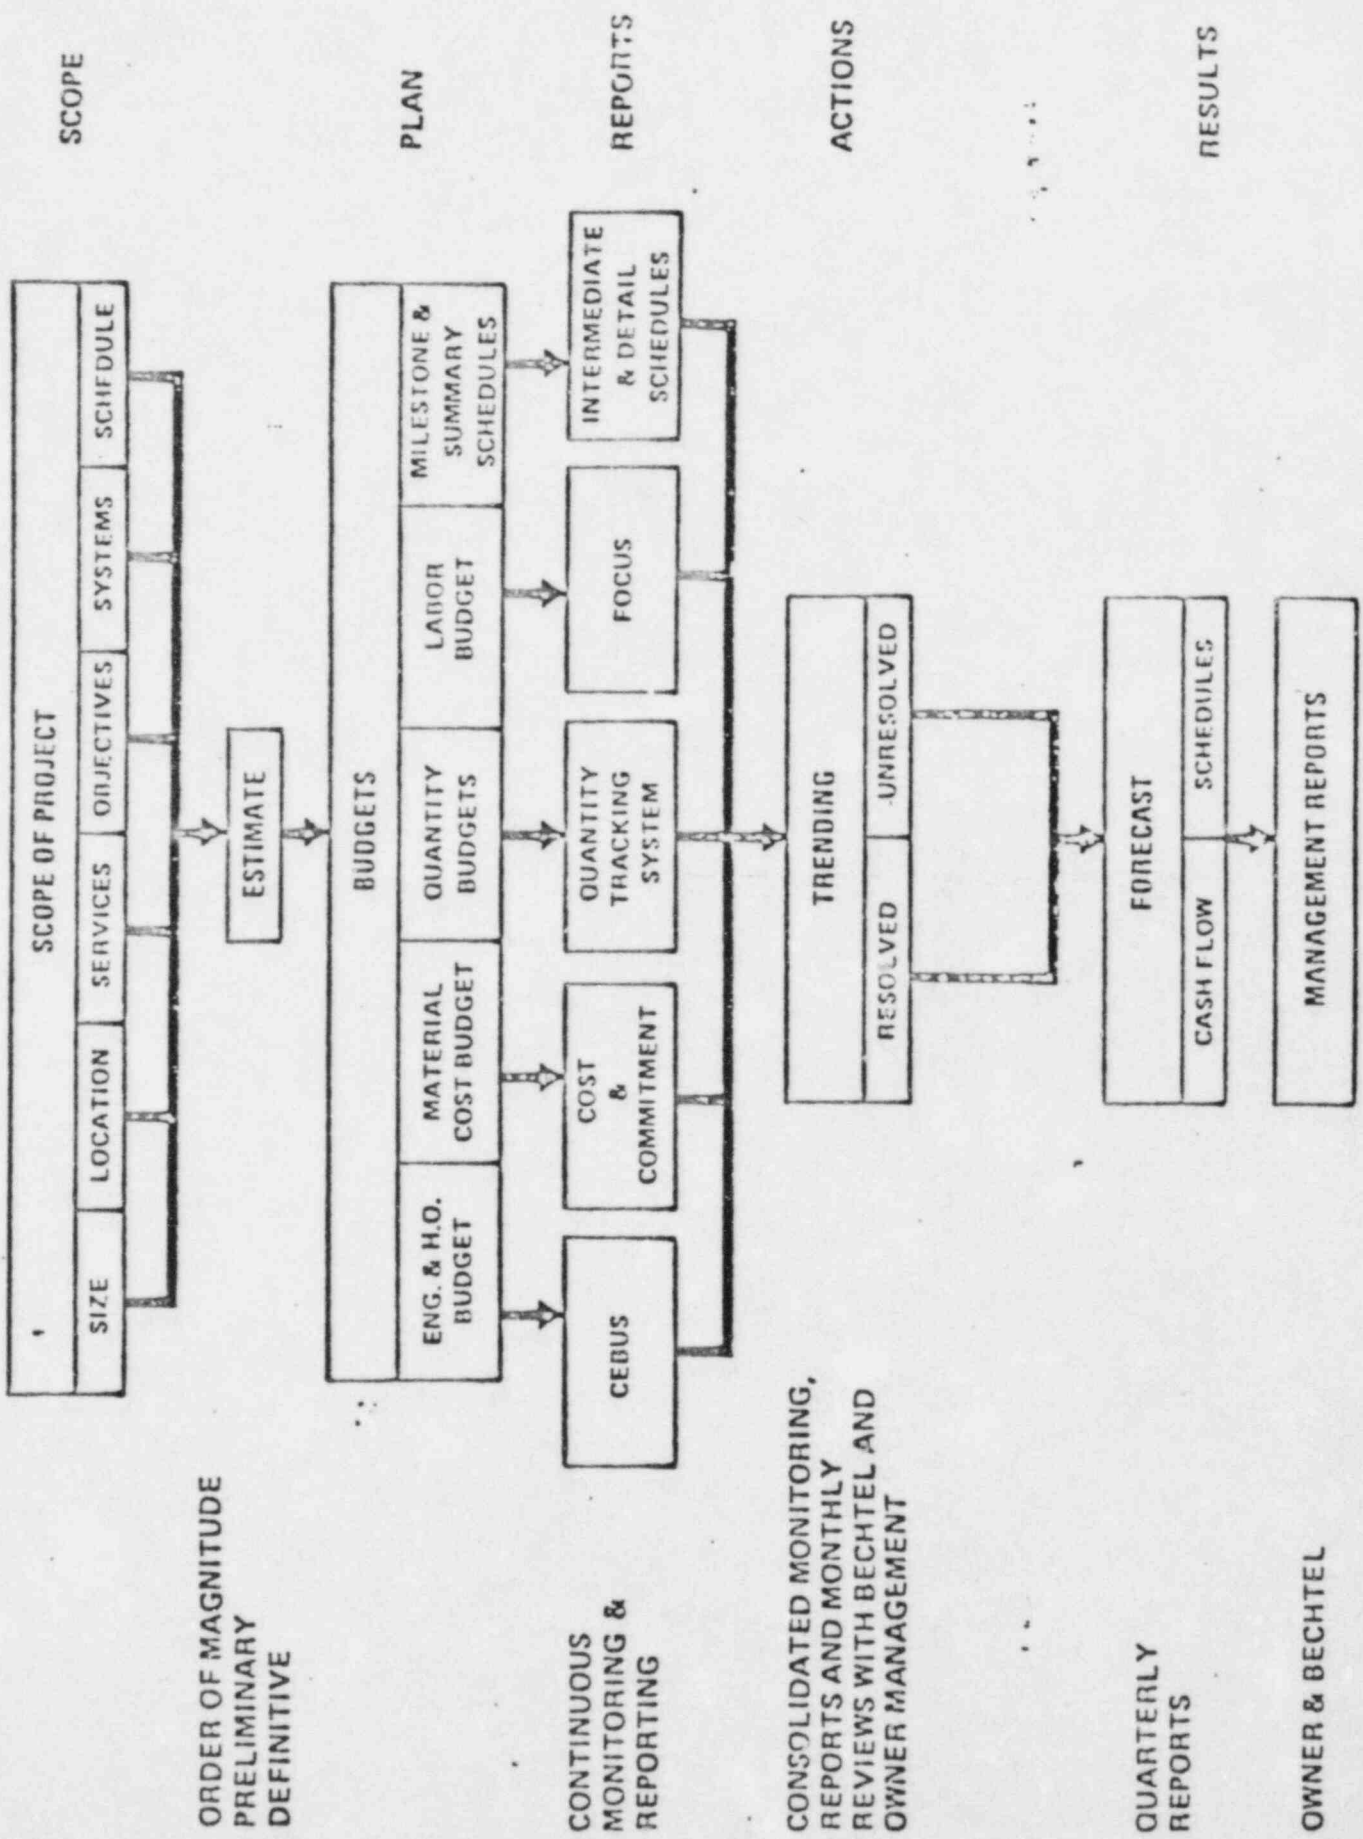 SCOPE OF PROJECT
SCOPE
SIZE
LOCATION
SERVICES
OBJECTIVES
SYSTEMS
SCHEDULE
ORDER OF MAGNITUDE
PRELIMINARY
DEFINITIVE
ESTIMATE
BUDGETS
PLAN
ENG. & H.O.
BUDGET
MATERIAL
COST BUDGET
QUANTITY
BUDGETS
LABOR
BUDGET
MILESTONE &
SUMMARY
SCHEDULES
CONTINUOUS
MONITORING &
REPORTING
CEBUS
COST
&
COMMITMENT
QUANTITY
TRACKING
SYSTEM
FOCUS
INTERMEDIATE
& DETAIL
SCHEDULES
REPORTS
CONSOLIDATED MONITORING,
REPORTS AND MONTHLY
REVIEWS WITH BECHTEL AND
OWNER MANAGEMENT
TRENDING
RESOLVED
UNRESOLVED
ACTIONS
QUARTERLY
REPORTS
FORECAST
CASH FLOW
SCHEDULES
RESULTS
OWNER & BECHTEL
MANAGEMENT REPORTS